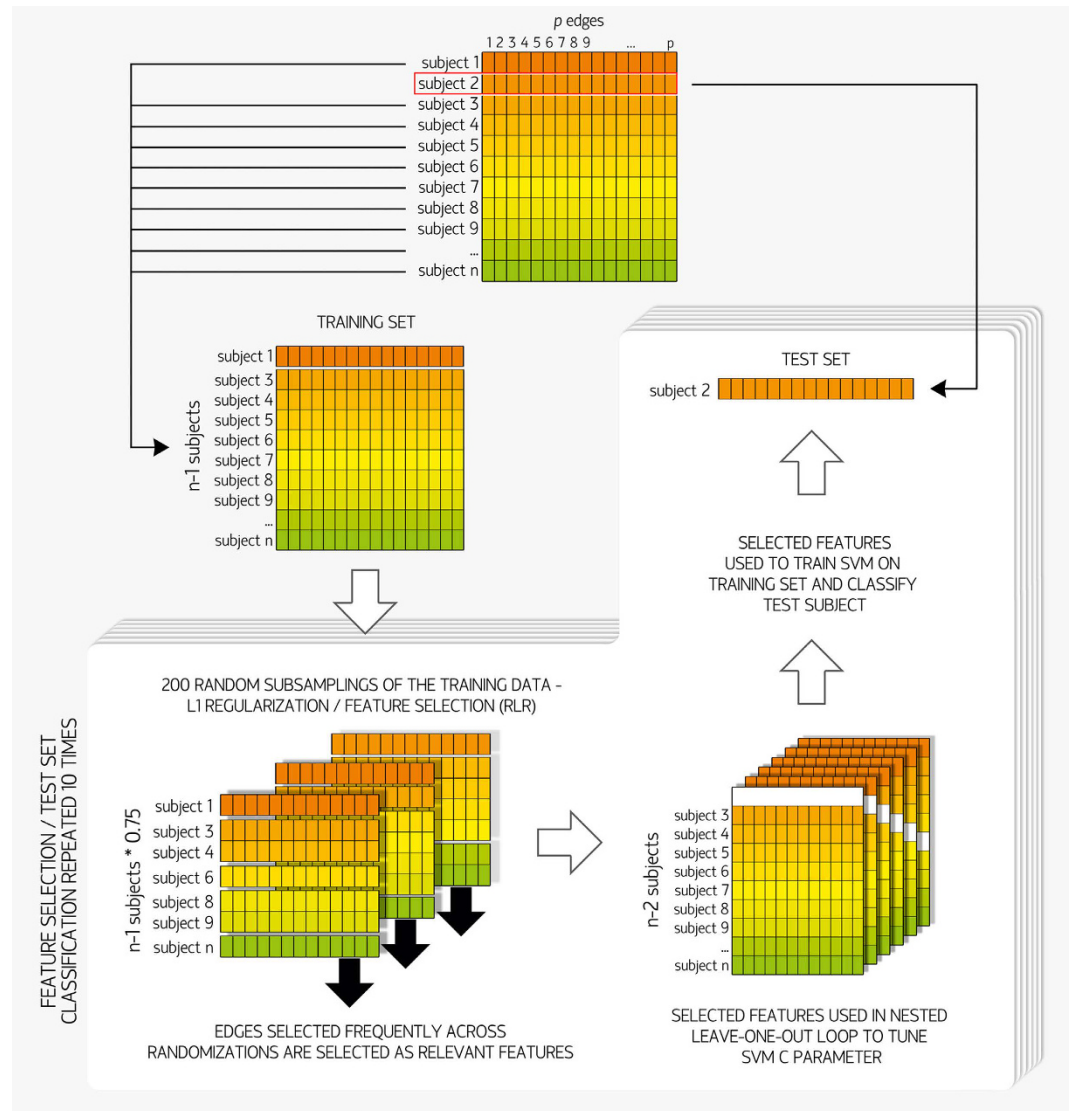 p edges
1 2 3 4 5 6 7 8 9 ... p
subject 1
subject 2
subject 3
subject 4
subject 5
subject 6
subject 7
subject 8
subject 9
...
subject n
TRAINING SET
n-1 subjects
subject 1
subject 3
subject 4
subject 5
subject 6
subject 7
subject 8
subject 9
...
subject n
TEST SET
subject 2
SELECTED FEATURES
USED TO TRAIN SVM ON
TRAINING SET AND CLASSIFY
TEST SUBJECT
FEATURE SELECTION / TEST SET
CLASSIFICATION REPEATED 10 TIMES
200 RANDOM SUBSAMPLINGS OF THE TRAINING DATA -
L1 REGULARIZATION / FEATURE SELECTION (RLR)
n-1 subjects * 0.75
subject 1
subject 3
subject 4
subject 6
subject 8
subject 9
subject n
EDGES SELECTED FREQUENTLY ACROSS
RANDOMIZATIONS ARE SELECTED AS RELEVANT FEATURES
n-2 subjects
subject 3
subject 4
subject 5
subject 6
subject 7
subject 8
subject 9
...
subject n
SELECTED FEATURES USED IN NESTED
LEAVE-ONE-OUT LOOP TO TUNE
SVM C PARAMETER